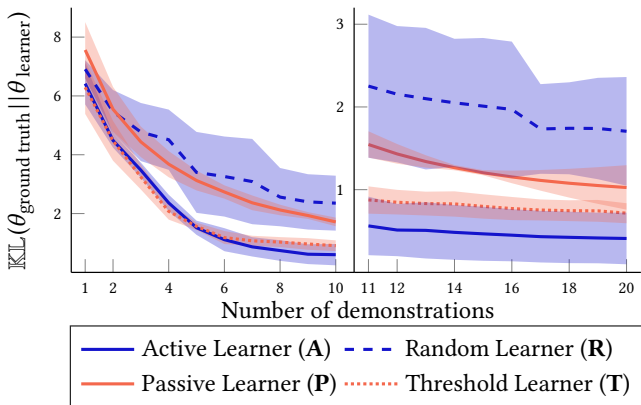 𝕂𝕃(θground truth||θlearner)
8
6
4
2
1 2 4 6 8 10
3
2
1
11 12 14 16 18 20
Number of demonstrations
Active Learner (A) Random Learner (R)
Passive Learner (P) Threshold Learner (T)